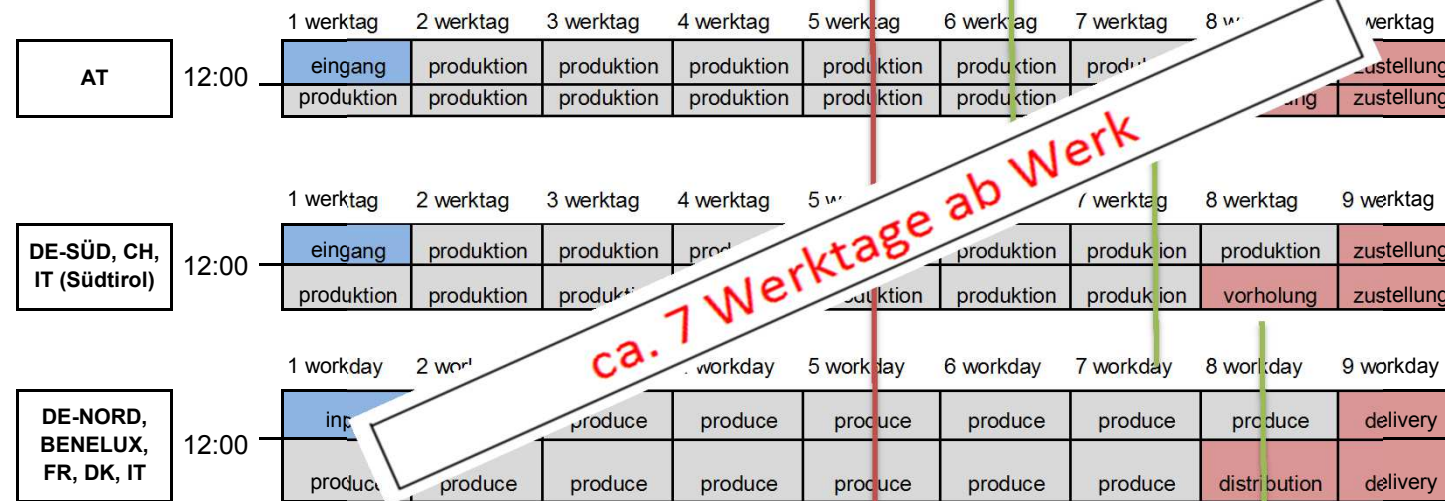 1 werktag 2 werktag 3 werktag 4 werktag 5 werktag 6 werktag 7 werktag 8 werktag
AT
12:00
eingang produktion produktion produktion produktion produktion zustellung
produktion produktion produktion produktion produktion produktion zustellung
1 werktag 2 werktag 3 werktag 4 werktag 7 werktag 8 werktag 9 werktag
DE-SÜD, CH,
IT (Südtirol)
12:00
eingang produktion produktion produktion produktion produktion zustellung
produktion produktion produktion produktion vorholung zustellung
ca. 7 Werktage ab Werk
1 workday workday 5 workday 6 workday 7 workday 8 workday 9 workday
DE-NORD,
BENELUX,
FR, DK, IT
12:00
produce produce produce produce produce delivery
produce produce produce produce produce produce distribution delivery